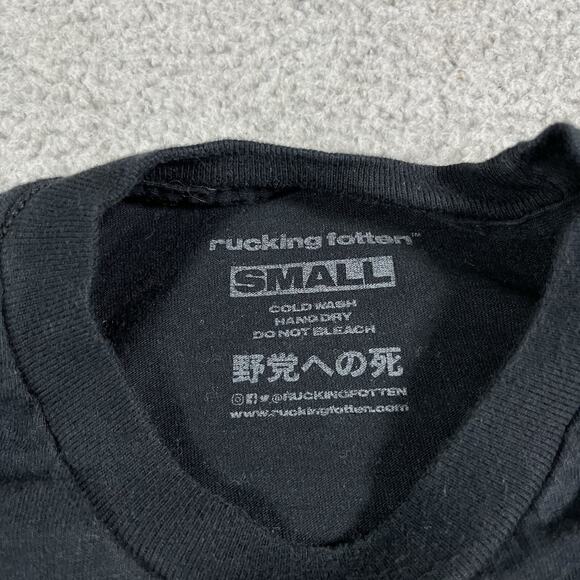 rucking fotten™
SMALL
COLD WASH
HANG DRY
DO NOT BLEACH
野党への死
@RUCKINGFOTTEN
www.ruckingfotten.com